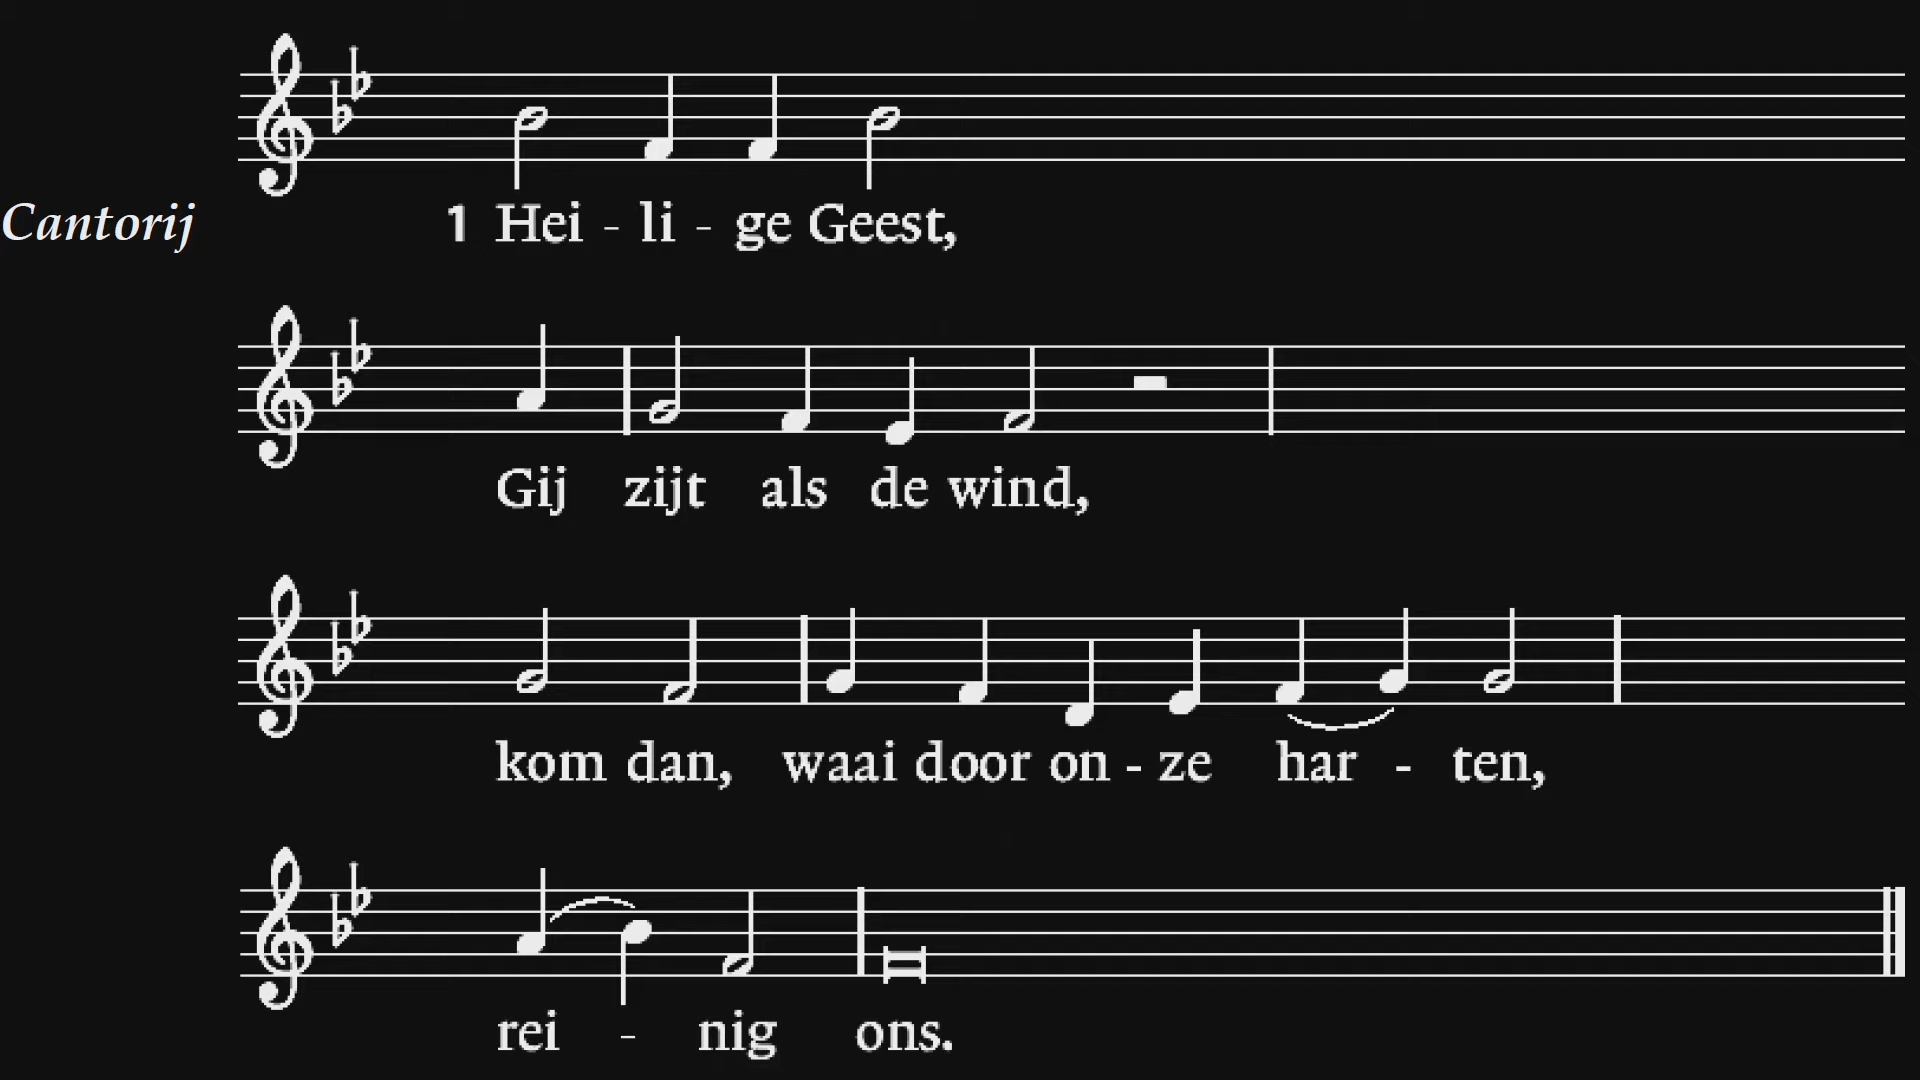 Cantorij 1 Hei - li - ge Geest,
Gij zijt als de wind,
kom dan, waai door on - ze har - ten,
rei - nig ons.